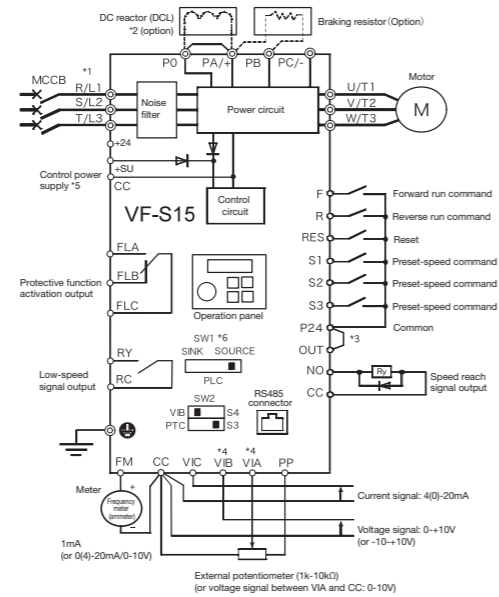 DC reactor (DCL)
*2 (option)
Braking resistor (Option)
P0 PA/+ PB PC/-
MCCB *1
R/L1
S/L2
T/L3
Noise
filter
Power circuit
U/T1
V/T2
W/T3
Motor
M
+24
+SU
CC
Control power
supply *5
Control
circuit
VF-S15
F Forward run command
R Reverse run command
RES Reset
S1 Preset-speed command
S2 Preset-speed command
S3 Preset-speed command
P24 Common
*3
OUT
FLA
FLB
FLC
Protective function
activation output
Operation panel
SW1 *6
SINK SOURCE
PLC
RY
RC
Low-speed
signal output
NO Ry
CC
Speed reach
signal output
SW2
VIB S4
PTC S3
RS485
connector
*4 *4
FM CC VIC VIB VIA PP
Meter
+
Frequency
meter
(ammeter)
−
Current signal: 4(0)-20mA
Voltage signal: 0-+10V
(or -10-+10V)
1mA
(or 0(4)-20mA/0-10V)
External potentiometer (1k-10kΩ)
(or voltage signal between VIA and CC: 0-10V)